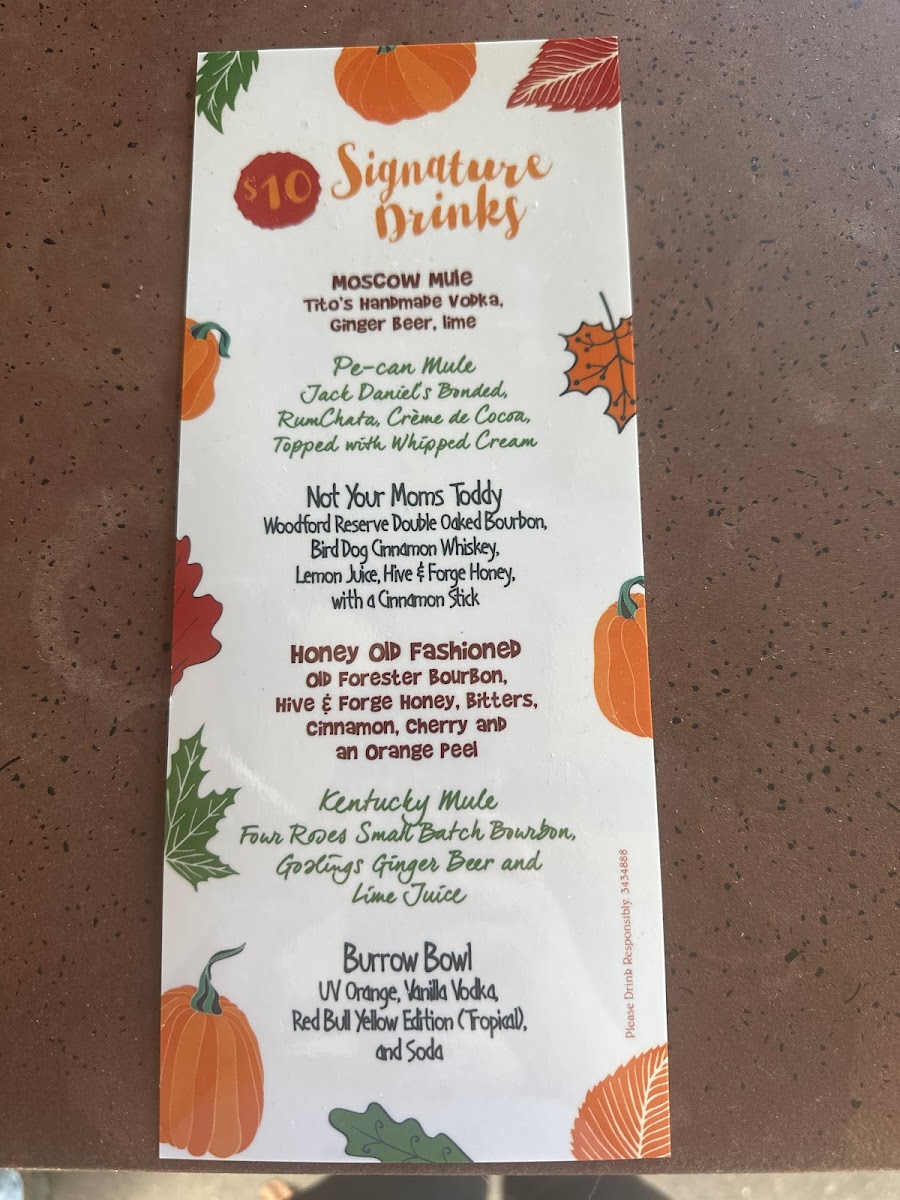 $10 Signature
Drinks
Moscow Mule
Tito's Handmade Vodka,
Ginger Beer, lime
Pe-can Mule
Jack Daniel's Bonded,
RumChata, Crème de Cocoa,
Topped with Whipped Cream
Not Your Moms Toddy
Woodford Reserve Double Oaked Bourbon,
Bird Dog Cinnamon Whiskey,
Lemon Juice, Hive & Forge Honey,
with a Cinnamon Stick
Honey Old Fashioned
Old Forester Bourbon,
Hive & Forge Honey, Bitters,
Cinnamon, Cherry and
an Orange Peel
Kentucky Mule
Four Roses Small Batch Bourbon,
Goslings Ginger Beer and
Lime Juice
Burrow Bowl
UV Orange, Vanilla Vodka,
Red Bull Yellow Edition (Tropical),
and Soda
Please Drink Responsibly 3434888